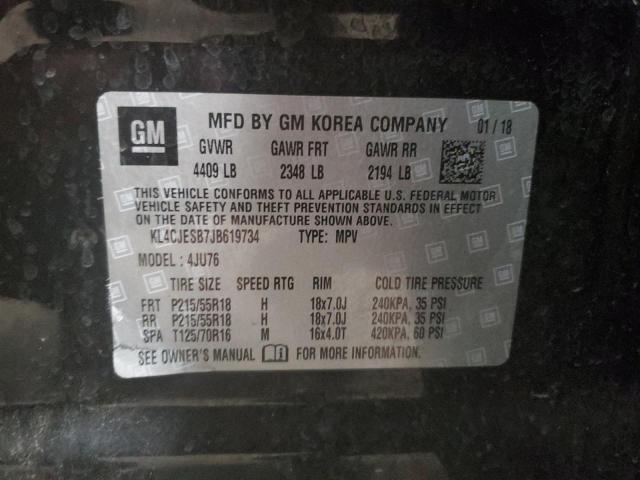 GM MFD BY GM KOREA COMPANY 01/18
GVWR GAWR FRT GAWR RR
4409 LB 2348 LB 2194 LB
THIS VEHICLE CONFORMS TO ALL APPLICABLE U.S. FEDERAL MOTOR
VEHICLE SAFETY AND THEFT PREVENTION STANDARDS IN EFFECT
ON THE DATE OF MANUFACTURE SHOWN ABOVE.
KL4CJESB7JB619734 TYPE: MPV
MODEL : 4JU76
TIRE SIZE SPEED RTG RIM COLD TIRE PRESSURE
FRT P215/55R18 H 18x7.0J 240KPA, 35 PSI
RR P215/55R18 H 18x7.0J 240KPA, 35 PSI
SPA T125/70R16 M 16x4.0T 420KPA, 60 PSI
SEE OWNER'S MANUAL FOR MORE INFORMATION.